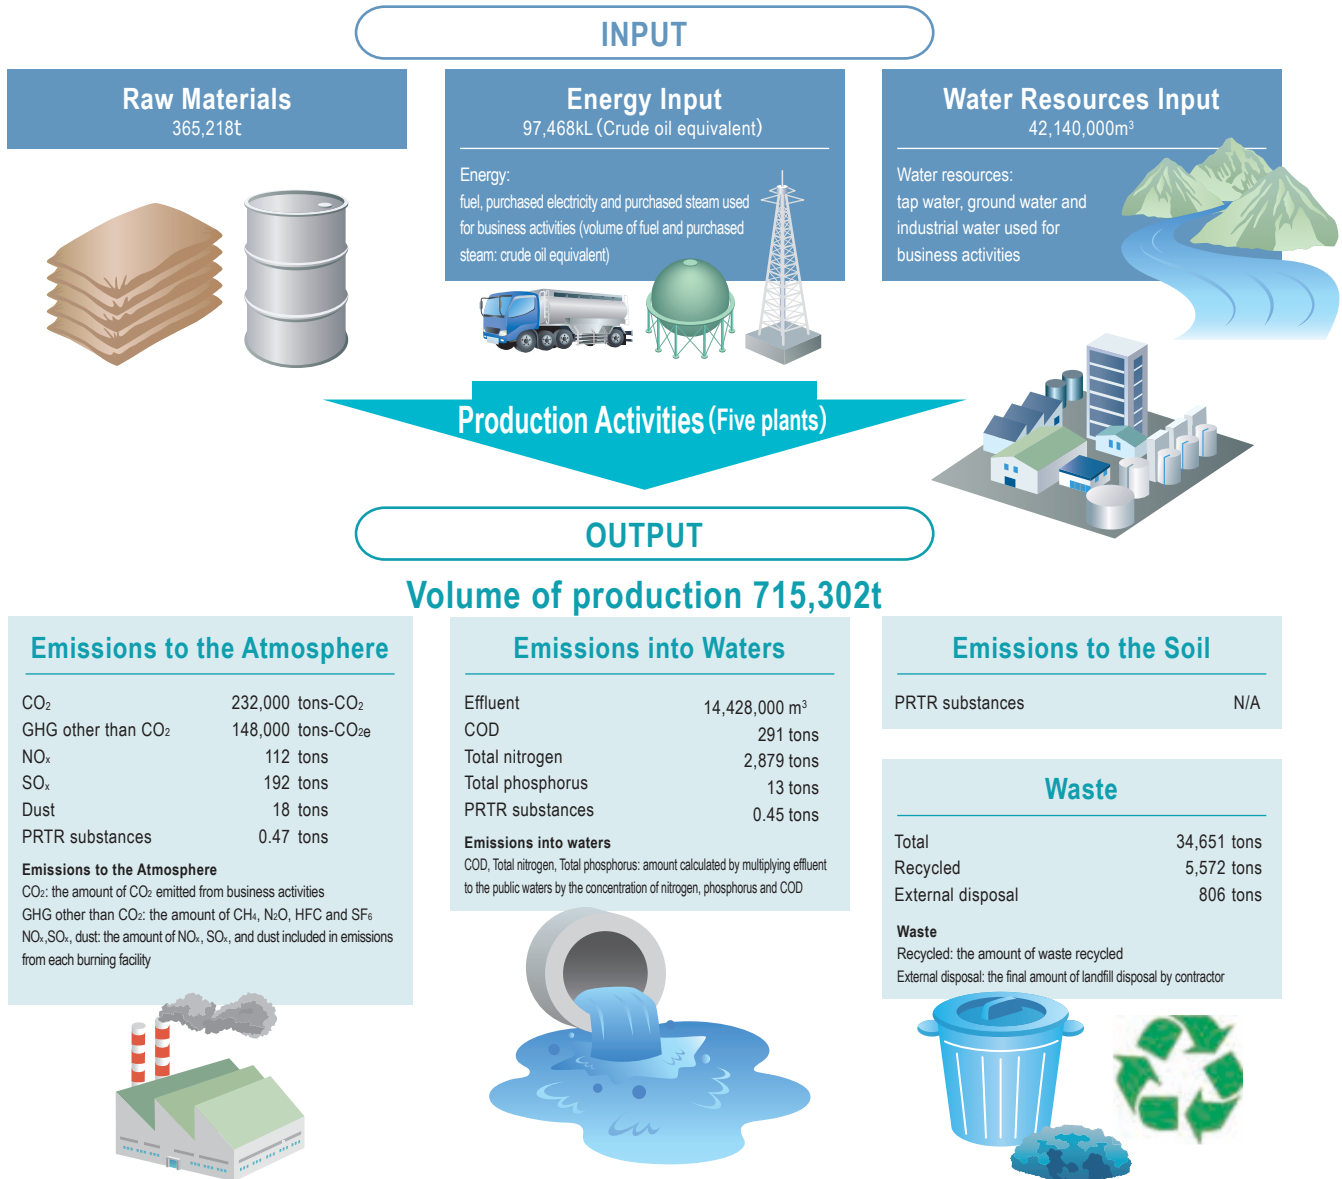 INPUT
Raw Materials
365,218t
Energy Input
97,468kL (Crude oil equivalent)
Energy:
fuel, purchased electricity and purchased steam used
for business activities (volume of fuel and purchased
steam: crude oil equivalent)
Water Resources Input
42,140,000m³
Water resources:
tap water, ground water and
industrial water used for
business activities
Production Activities (Five plants)
OUTPUT
Volume of production 715,302t
Emissions to the Atmosphere
CO₂ 232,000 tons-CO₂
GHG other than CO₂ 148,000 tons-CO₂e
NOₓ 112 tons
SOₓ 192 tons
Dust 18 tons
PRTR substances 0.47 tons
Emissions to the Atmosphere
CO₂: the amount of CO₂ emitted from business activities
GHG other than CO₂: the amount of CH₄, N₂O, HFC and SF₆
NOₓ,SOₓ, dust: the amount of NOₓ, SOₓ, and dust included in emissions
from each burning facility
Emissions into Waters
Effluent 14,428,000 m³
COD 291 tons
Total nitrogen 2,879 tons
Total phosphorus 13 tons
PRTR substances 0.45 tons
Emissions into waters
COD, Total nitrogen, Total phosphorus: amount calculated by multiplying effluent
to the public waters by the concentration of nitrogen, phosphorus and COD
Emissions to the Soil
PRTR substances N/A
Waste
Total 34,651 tons
Recycled 5,572 tons
External disposal 806 tons
Waste
Recycled: the amount of waste recycled
External disposal: the final amount of landfill disposal by contractor